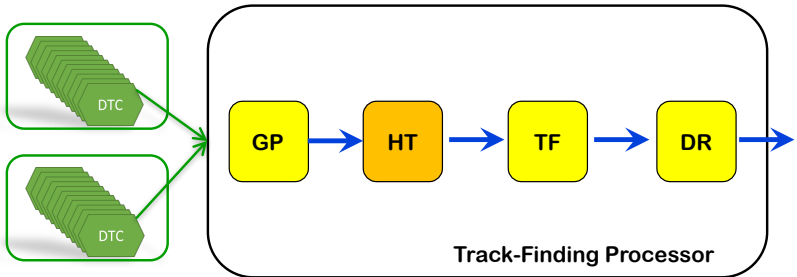 DTC
GP HT TF DR
DTC
Track-Finding Processor